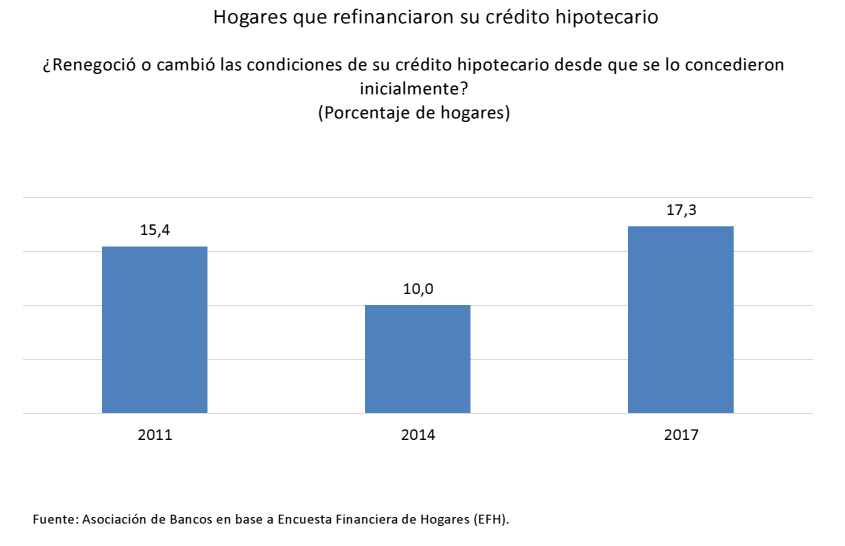 Hogares que refinanciaron su crédito hipotecario
¿Renegoció o cambió las condiciones de su crédito hipotecario desde que se lo concedieron
inicialmente?
(Porcentaje de hogares)
17,3
15,4
10,0
2011
2014
2017
Fuente: Asociación de Bancos en base a Encuesta Financiera de Hogares (EFH).